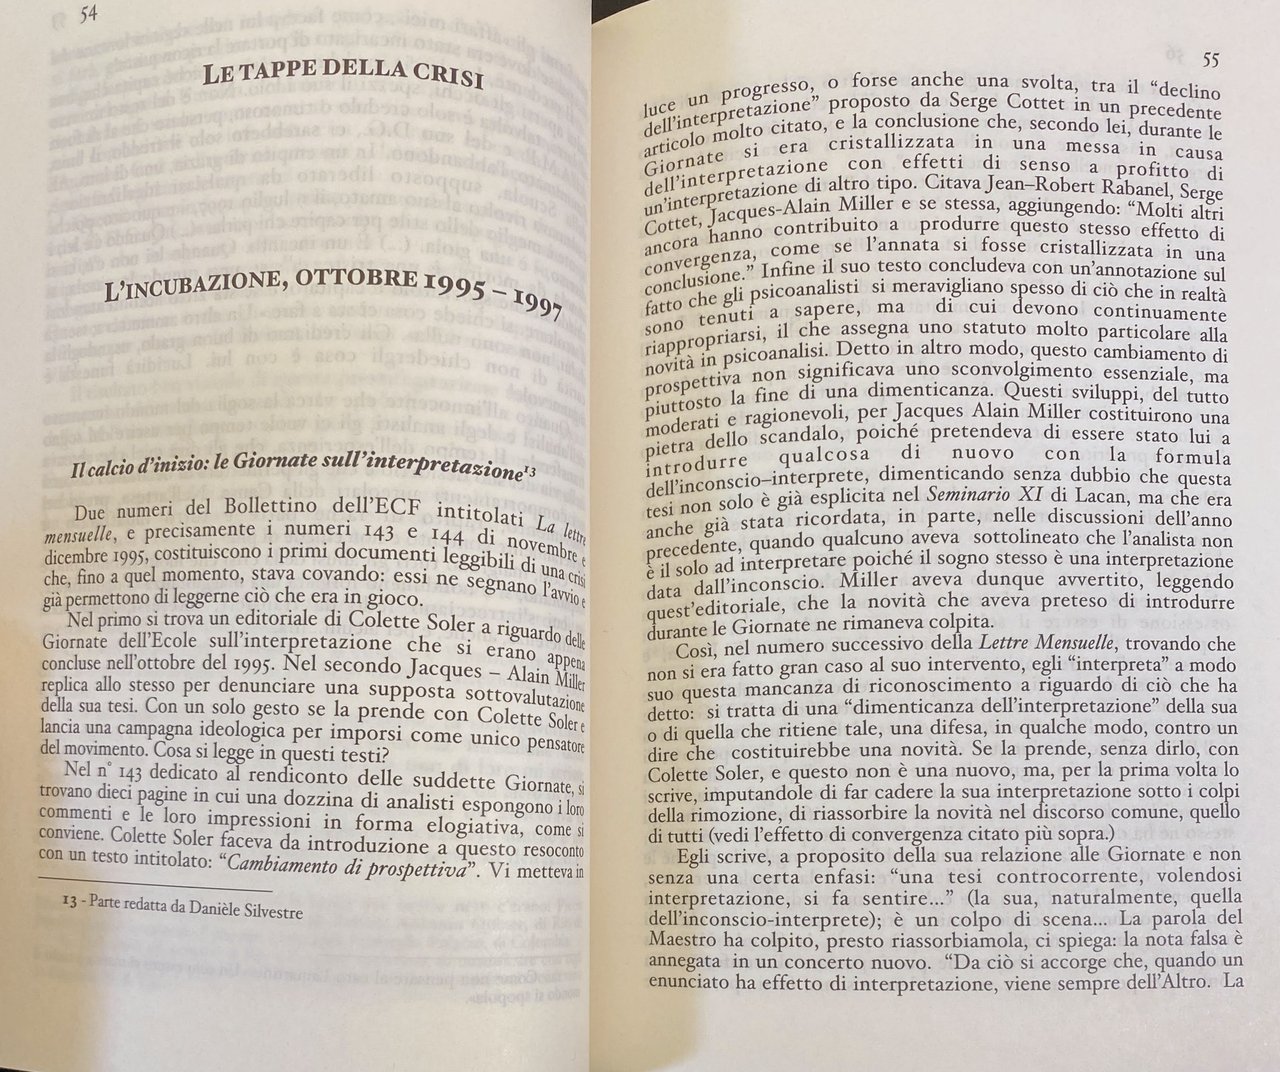 54
LE TAPPE DELLA CRISI
L'INCUBAZIONE, OTTOBRE 1995 – 1997
Il calcio d'inizio: le Giornate sull'interpretazione¹³
Due numeri del Bollettino dell'ECF intitolati La lettre
mensuelle, e precisamente i numeri 143 e 144 di novembre e
dicembre 1995, costituiscono i primi documenti leggibili di una crisi
che, fino a quel momento, stava covando: essi ne segnano l'avvio e
già permettono di leggerne ciò che era in gioco.
Nel primo si trova un editoriale di Colette Soler a riguardo delle
Giornate dell'Ecole sull'interpretazione che si erano appena
concluse nell'ottobre del 1995. Nel secondo Jacques – Alain Miller
replica allo stesso per denunciare una supposta sottovalutazione
della sua tesi. Con un solo gesto se la prende con Colette Soler e
lancia una campagna ideologica per imporsi come unico pensatore
del movimento. Cosa si legge in questi testi?
Nel n° 143 dedicato al rendiconto delle suddette Giornate, si
trovano dieci pagine in cui una dozzina di analisti espongono i loro
commenti e le loro impressioni in forma elogiativa, come si
conviene. Colette Soler faceva da introduzione a questo resoconto
con un testo intitolato: "Cambiamento di prospettiva". Vi metteva in
13 - Parte redatta da Danièle Silvestre
55
luce un progresso, o forse anche una svolta, tra il "declino
dell'interpretazione" proposto da Serge Cottet in un precedente
articolo molto citato, e la conclusione che, secondo lei, durante le
Giornate si era cristallizzata in una messa in causa
dell'interpretazione con effetti di senso a profitto di
un'interpretazione di altro tipo. Citava Jean–Robert Rabanel, Serge
Cottet, Jacques-Alain Miller e se stessa, aggiungendo: "Molti altri
ancora hanno contribuito a produrre questo stesso effetto di
convergenza, come se l'annata si fosse cristallizzata in una
conclusione." Infine il suo testo concludeva con un'annotazione sul
fatto che gli psicoanalisti si meravigliano spesso di ciò che in realtà
sono tenuti a sapere, ma di cui devono continuamente
riappropriarsi, il che assegna uno statuto molto particolare alla
novità in psicoanalisi. Detto in altro modo, questo cambiamento di
prospettiva non significava uno sconvolgimento essenziale, ma
piuttosto la fine di una dimenticanza. Questi sviluppi, del tutto
moderati e ragionevoli, per Jacques Alain Miller costituirono una
pietra dello scandalo, poiché pretendeva di essere stato lui a
introdurre qualcosa di nuovo con la formula
dell'inconscio–interprete, dimenticando senza dubbio che questa
tesi non solo è già esplicita nel Seminario XI di Lacan, ma che era
anche già stata ricordata, in parte, nelle discussioni dell'anno
precedente, quando qualcuno aveva sottolineato che l'analista non
è il solo ad interpretare poiché il sogno stesso è una interpretazione
data dall'inconscio. Miller aveva dunque avvertito, leggendo
quest'editoriale, che la novità che aveva preteso di introdurre
durante le Giornate ne rimaneva colpita.
Così, nel numero successivo della Lettre Mensuelle, trovando che
non si era fatto gran caso al suo intervento, egli "interpreta" a modo
suo questa mancanza di riconoscimento a riguardo di ciò che ha
detto: si tratta di una "dimenticanza dell'interpretazione" della sua
o di quella che ritiene tale, una difesa, in qualche modo, contro un
dire che costituirebbe una novità. Se la prende, senza dirlo, con
Colette Soler, e questo non è una nuovo, ma, per la prima volta lo
scrive, imputandole di far cadere la sua interpretazione sotto i colpi
della rimozione, di riassorbire la novità nel discorso comune, quello
di tutti (vedi l'effetto di convergenza citato più sopra.)
Egli scrive, a proposito della sua relazione alle Giornate e non
senza una certa enfasi: "una tesi controcorrente, volendosi
interpretazione, si fa sentire..." (la sua, naturalmente, quella
dell'inconscio-interprete); è un colpo di scena... La parola del
Maestro ha colpito, presto riassorbiamola, ci spiega: la nota falsa è
annegata in un concerto nuovo. "Da ciò si accorge che, quando un
enunciato ha effetto di interpretazione, viene sempre dell'Altro. La